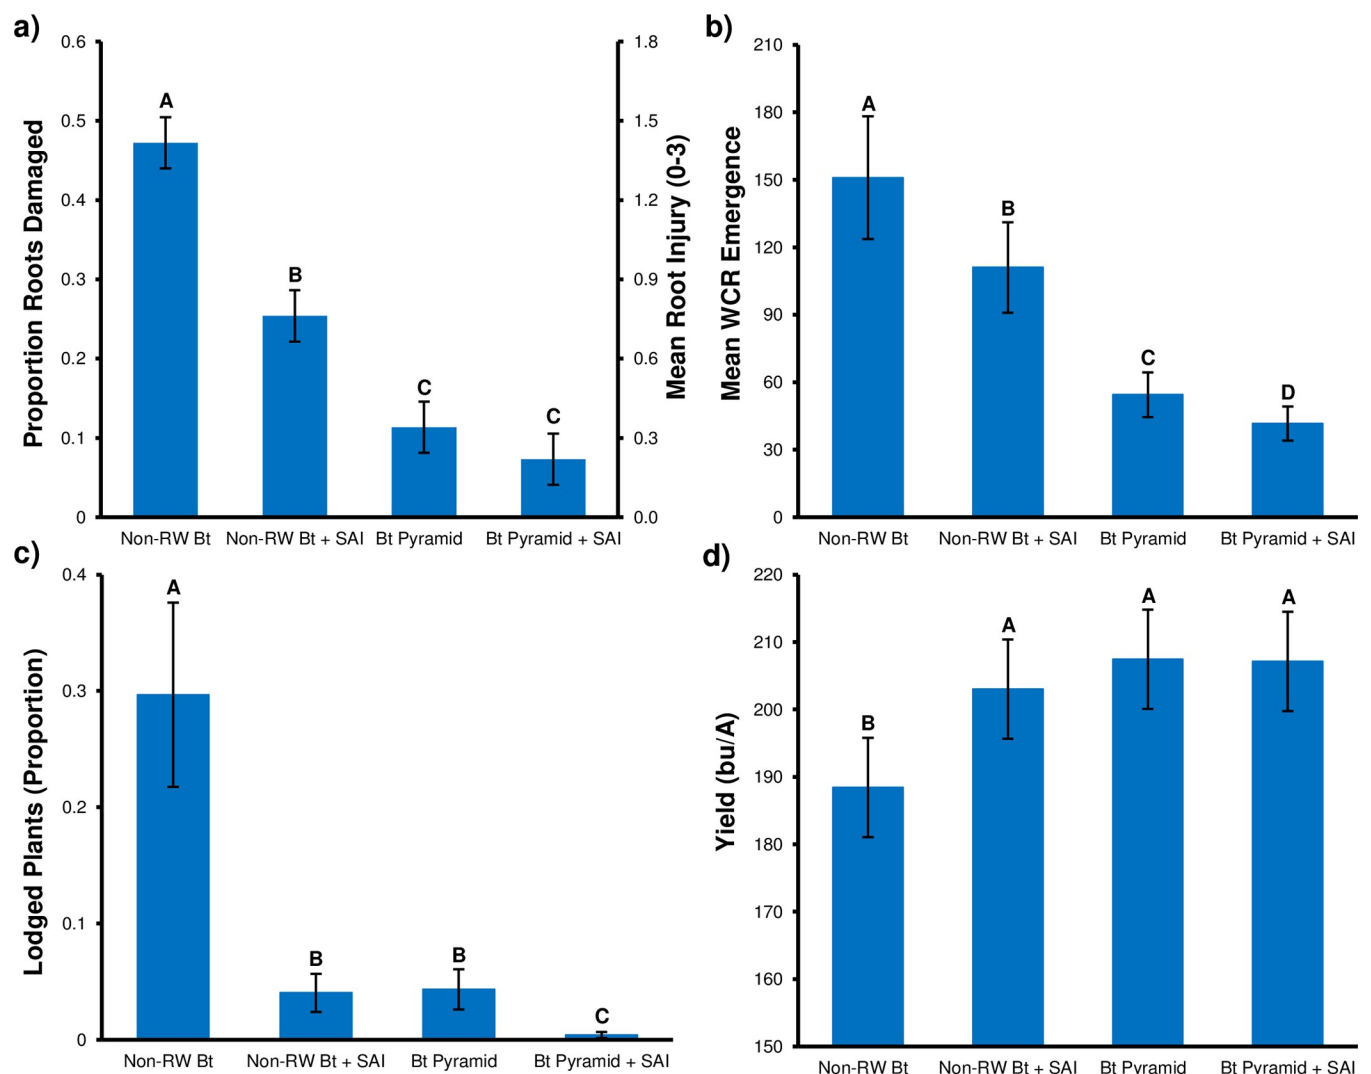 a)
0.6
0.5
0.4
0.3
0.2
0.1
0
Proportion Roots Damaged
1.8
1.5
1.2
0.9
0.6
0.3
0.0
Mean Root Injury (0-3)
A
B
C
C
Non-RW Bt Non-RW Bt + SAI Bt Pyramid Bt Pyramid + SAI
b)
210
180
150
120
90
60
30
0
Mean WCR Emergence
A
B
C
D
Non-RW Bt Non-RW Bt + SAI Bt Pyramid Bt Pyramid + SAI
c)
0.4
0.3
0.2
0.1
0
Lodged Plants (Proportion)
A
B
B
C
Non-RW Bt Non-RW Bt + SAI Bt Pyramid Bt Pyramid + SAI
d)
220
210
200
190
180
170
160
150
Yield (bu/A)
B
A
A
A
Non-RW Bt Non-RW Bt + SAI Bt Pyramid Bt Pyramid + SAI